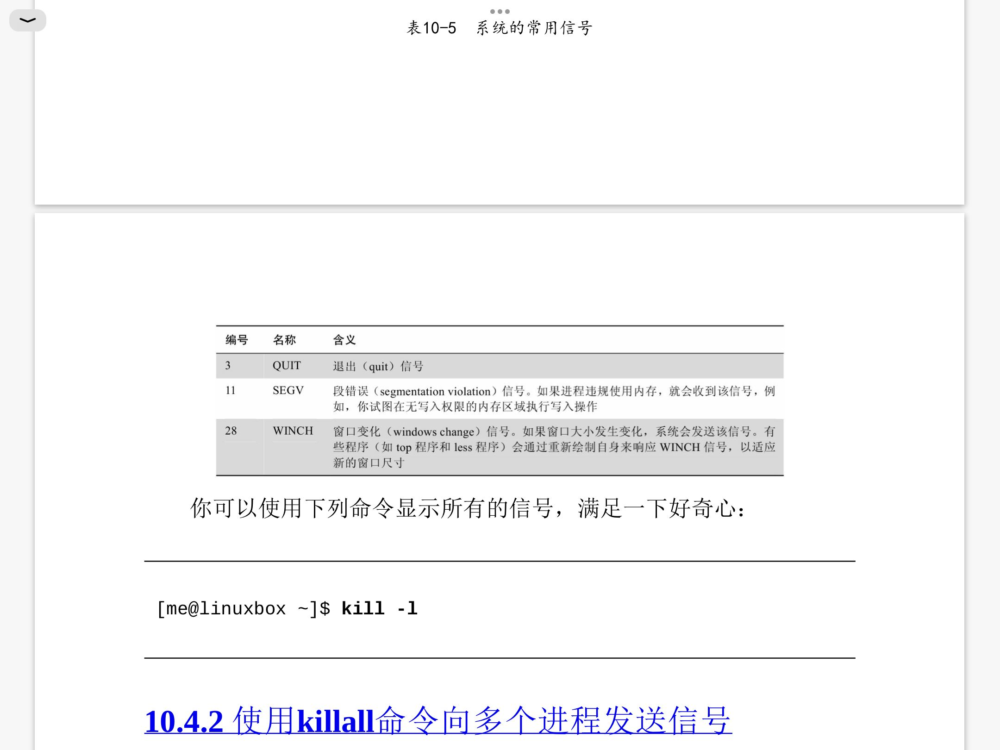 表10-5 系统的常用信号
编号 名称 含义
3 QUIT 退出（quit）信号
11 SEGV 段错误（segmentation violation）信号。如果进程违规使用内存，就会收到该信号，例
如，你试图在无写入权限的内存区域执行写入操作
28 WINCH 窗口变化（windows change）信号。如果窗口大小发生变化，系统会发送该信号。有
些程序（如 top 程序和 less 程序）会通过重新绘制自身来响应 WINCH 信号，以适应
新的窗口尺寸
你可以使用下列命令显示所有的信号，满足一下好奇心：
[me@linuxbox ~]$ kill -l
10.4.2 使用killall命令向多个进程发送信号